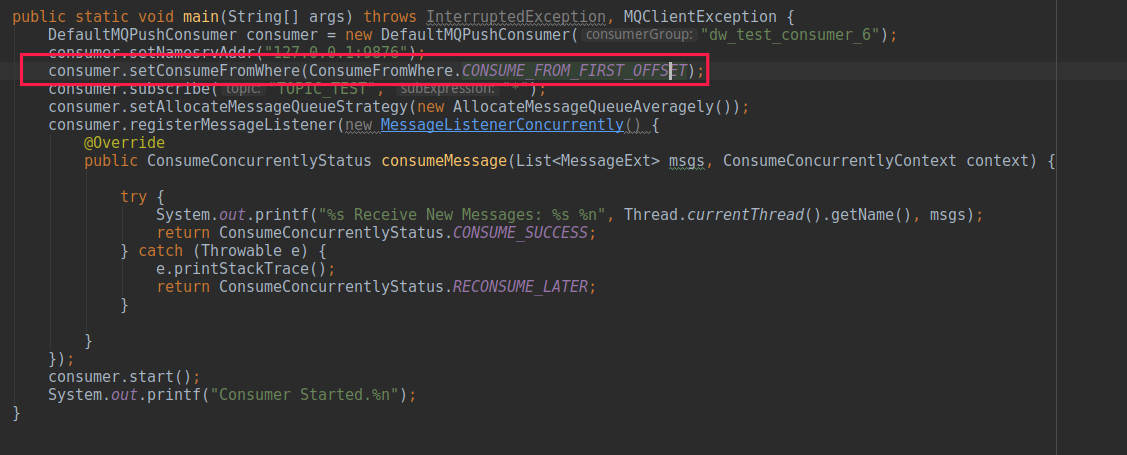 public static void main(String[] args) throws InterruptedException, MQClientException {
DefaultMQPushConsumer consumer = new DefaultMQPushConsumer( consumerGroup: "dw_test_consumer_6");
consumer.setNamesrvAddr("127.0.0.1:9876");
consumer.setConsumeFromWhere(ConsumeFromWhere.CONSUME_FROM_FIRST_OFFSET);
consumer.subscribe( topic: "TOPIC_TEST", subExpression: "*");
consumer.setAllocateMessageQueueStrategy(new AllocateMessageQueueAveragely());
consumer.registerMessageListener(new MessageListenerConcurrently() {
@Override
public ConsumeConcurrentlyStatus consumeMessage(List<MessageExt> msgs, ConsumeConcurrentlyContext context) {
try {
System.out.printf("%s Receive New Messages: %s %n", Thread.currentThread().getName(), msgs);
return ConsumeConcurrentlyStatus.CONSUME_SUCCESS;
} catch (Throwable e) {
e.printStackTrace();
return ConsumeConcurrentlyStatus.RECONSUME_LATER;
}
}
});
consumer.start();
System.out.printf("Consumer Started.%n");
}